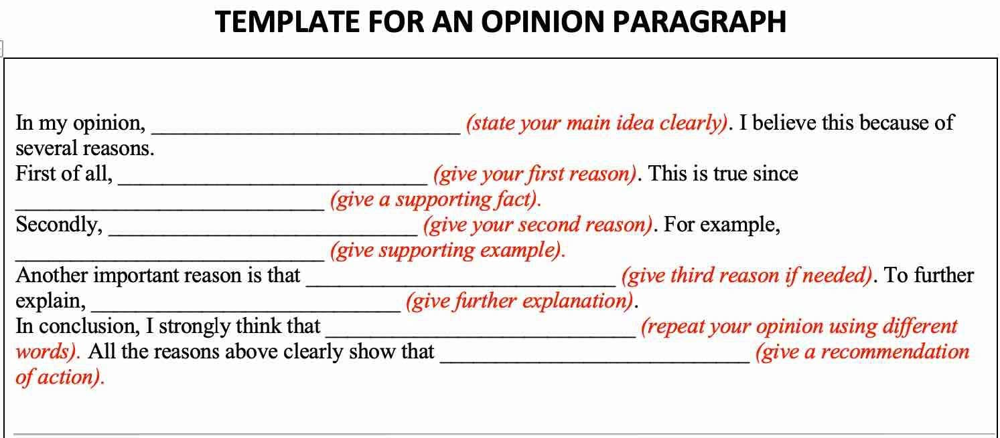 TEMPLATE FOR AN OPINION PARAGRAPH
In my opinion, ____________________________ (state your main idea clearly). I believe this because of
several reasons.
First of all, ____________________________ (give your first reason). This is true since
____________________________ (give a supporting fact).
Secondly, ____________________________ (give your second reason). For example,
____________________________ (give supporting example).
Another important reason is that ____________________________ (give third reason if needed). To further
explain, ____________________________ (give further explanation).
In conclusion, I strongly think that ____________________________ (repeat your opinion using different
words). All the reasons above clearly show that ____________________________ (give a recommendation
of action).